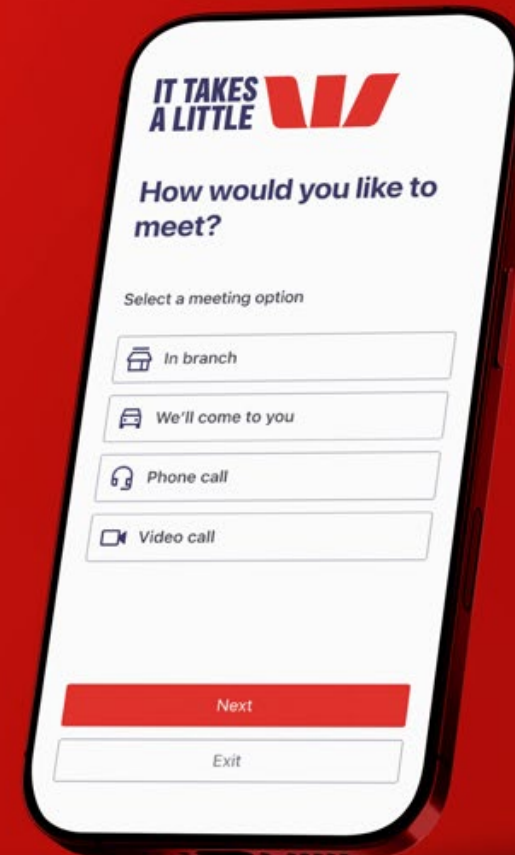 IT TAKES
A LITTLE
How would you like to
meet?
Select a meeting option
In branch
We'll come to you
Phone call
Video call
Next
Exit